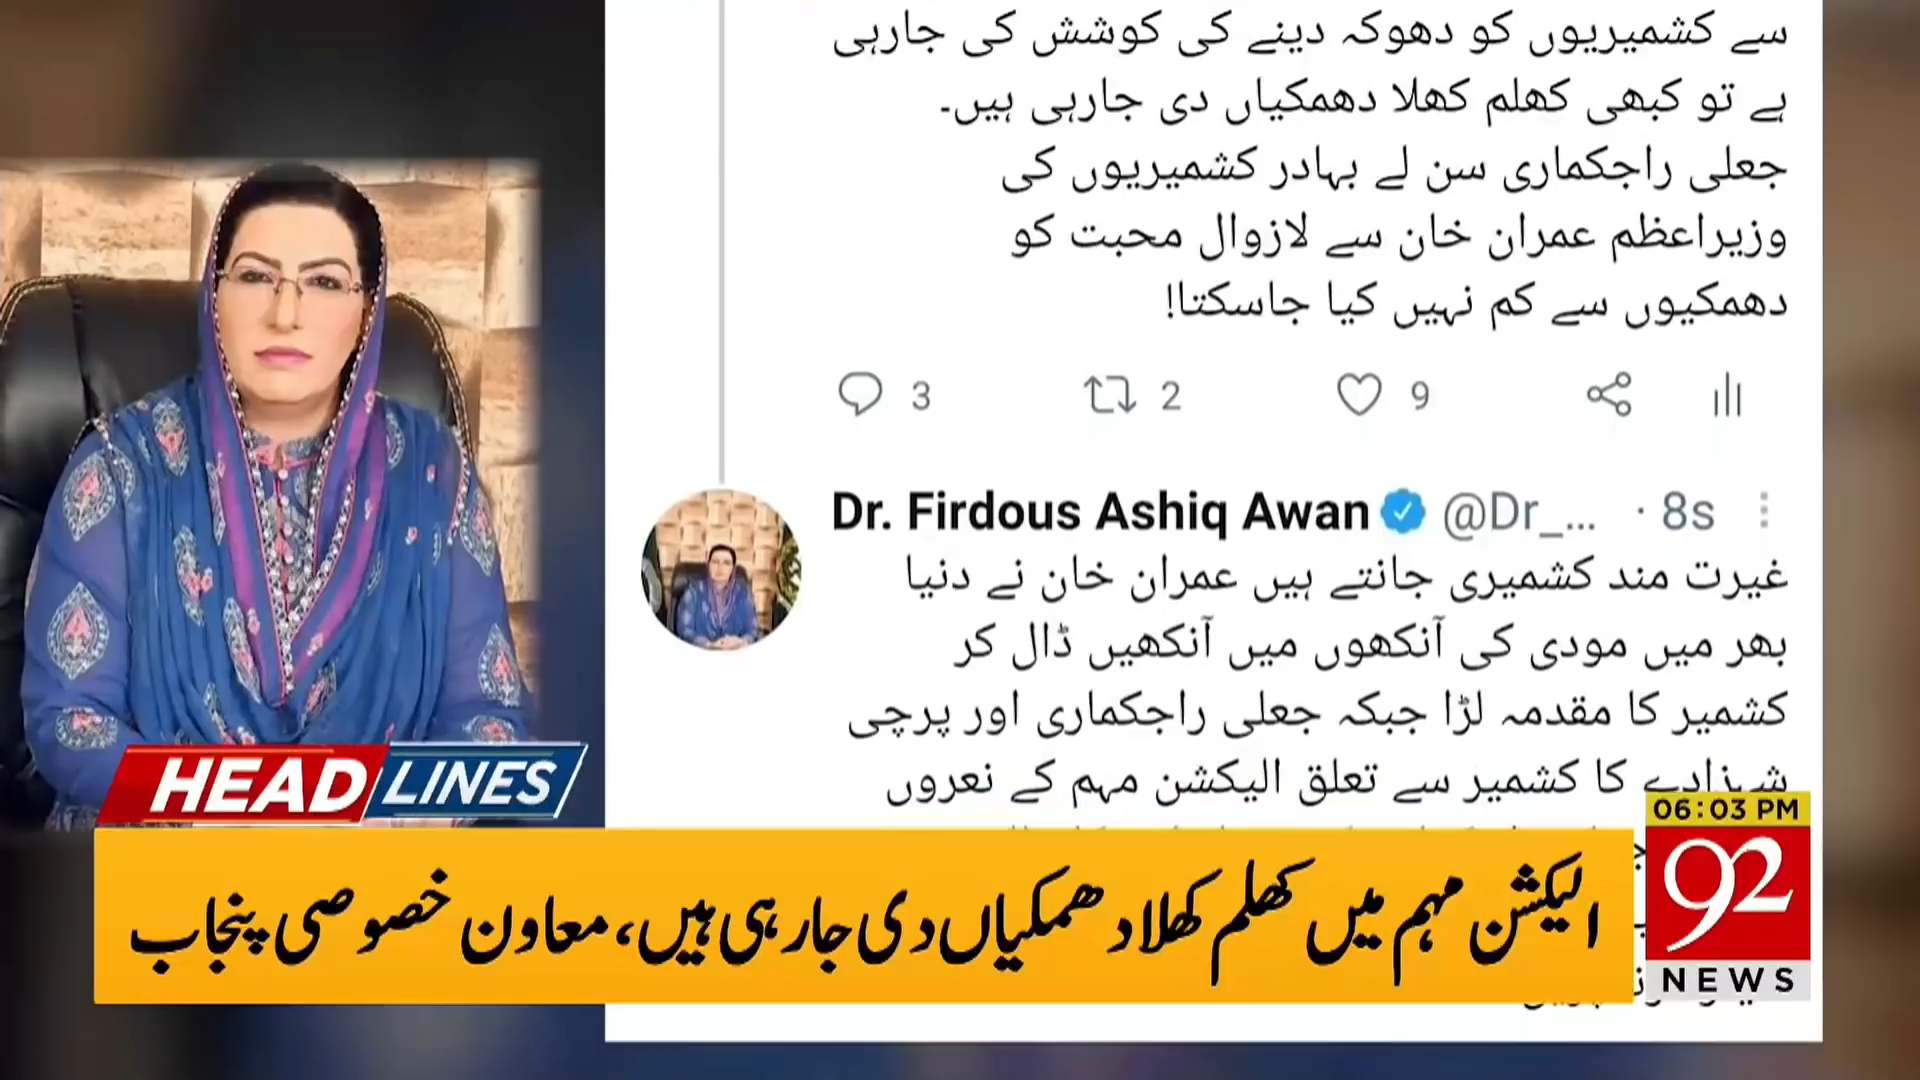 سے کشمیریوں کو دھوکہ دینے کی کوشش کی جارہی
ہے تو کبھی کھلم کھلا دھمکیاں دی جارہی ہیں۔
جعلی راجکماری سن لے بہادر کشمیریوں کی
وزیراعظم عمران خان سے لازوال محبت کو
دھمکیوں سے کم نہیں کیا جاسکتا!
3 2 9
Dr. Firdous Ashiq Awan @Dr_... · 8s
غیرت مند کشمیری جانتے ہیں عمران خان نے دنیا
بھر میں مودی کی آنکھوں میں آنکھیں ڈال کر
کشمیر کا مقدمہ لڑا جبکہ جعلی راجکماری اور پرچی
شہزادے کا کشمیر سے تعلق الیکشن مہم کے نعروں
HEADLINES
06:03 PM
الیکشن مہم میں کھلم کھلا دھمکیاں دی جارہی ہیں، معاون خصوصی پنجاب
92
NEWS